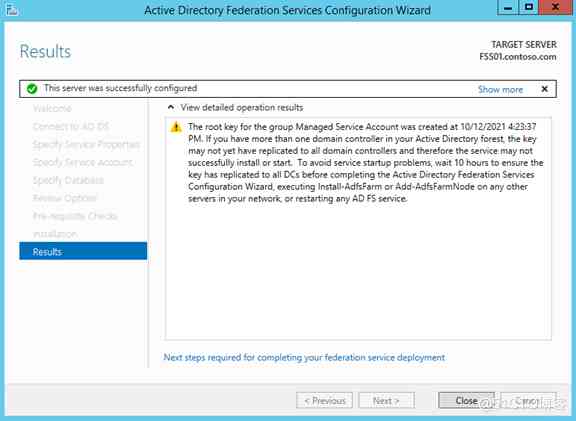 Active Directory Federation Services Configuration Wizard
Results
TARGET SERVER
FSS01.contoso.com
This server was successfully configured
Show more
Welcome
Connect to AD DS
Specify Service Properties
Specify Service Account
Specify Database
Review Options
Pre-requisite Checks
Installation
Results
View detailed operation results
The root key for the group Managed Service Account was created at 10/12/2021 4:23:37
PM. If you have more than one domain controller in your Active Directory forest, the key
may not yet have replicated to all domain controllers and therefore the service may not
successfully install or start.  To avoid service startup problems, wait 10 hours to ensure the
key has replicated to all DCs before completing the Active Directory Federation Services
Configuration Wizard, executing Install-AdfsFarm or Add-AdfsFarmNode on any other
servers in your network, or restarting any AD FS service.
Next steps required for completing your federation service deployment
< Previous
Next >
Close
Cancel
@51CTO博客